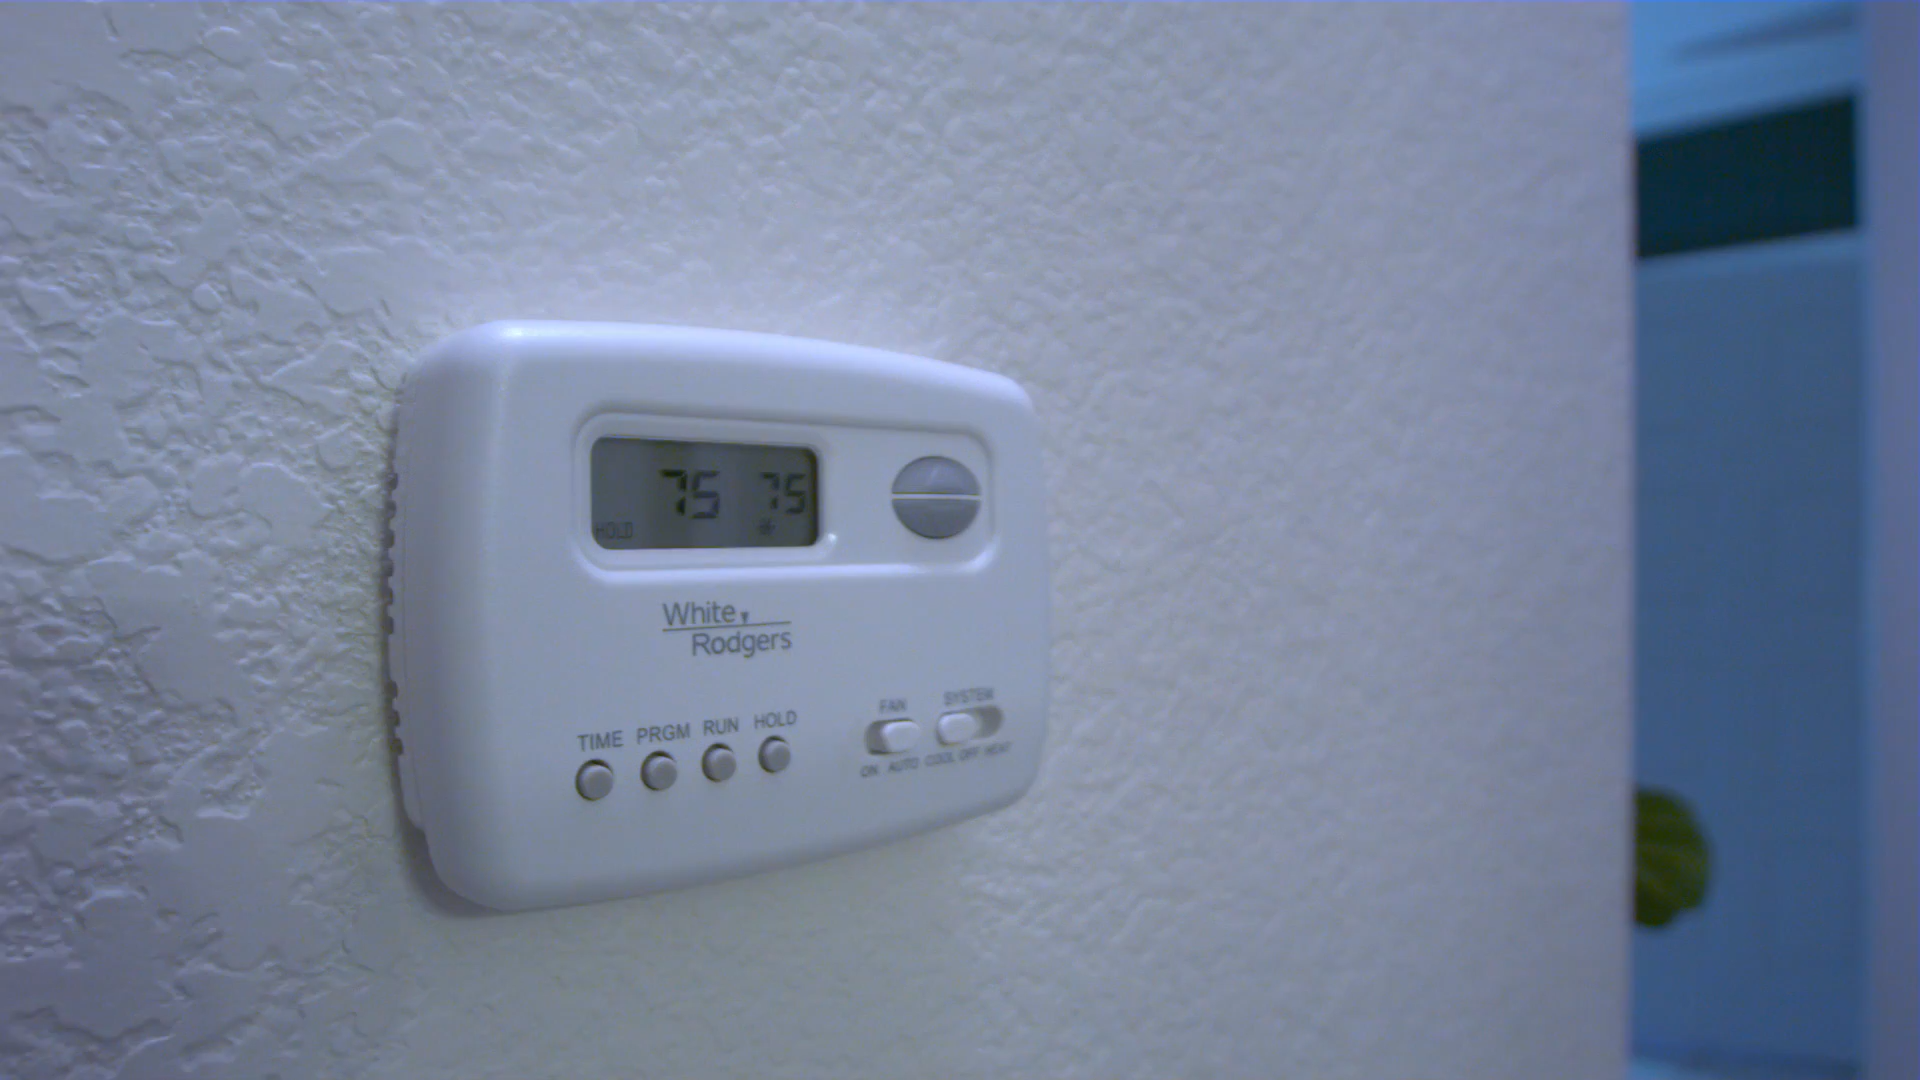 75 75
HOLD
White
Rodgers
TIME PRGM RUN HOLD
FAN SYSTEM
ON AUTO COOL OFF HEAT